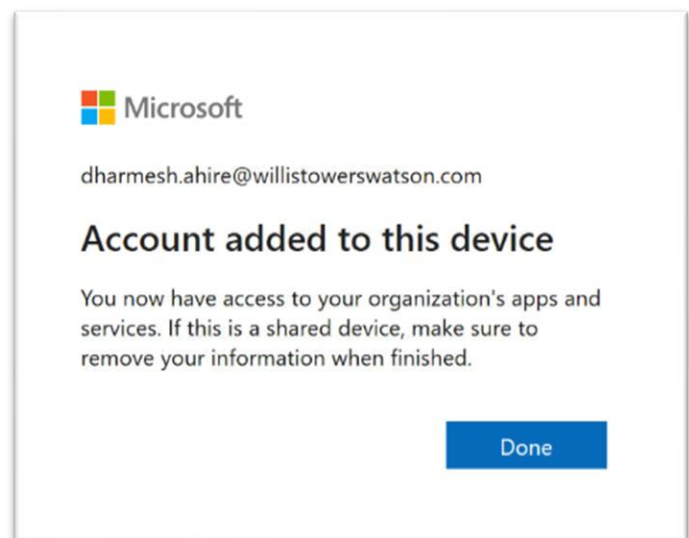 Microsoft
dharmesh.ahire@willistowerswatson.com
Account added to this device
You now have access to your organization's apps and
services. If this is a shared device, make sure to
remove your information when finished.
Done